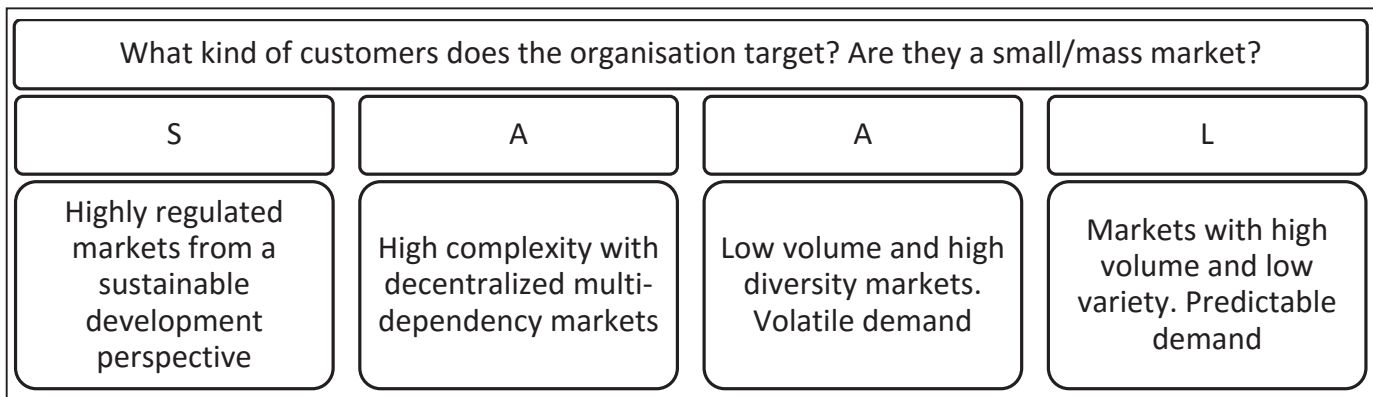 What kind of customers does the organisation target? Are they a small/mass market?
S
A
A
L
Highly regulated
markets from a
sustainable
development
perspective
High complexity with
decentralized multi-
dependency markets
Low volume and high
diversity markets.
Volatile demand
Markets with high
volume and low
variety. Predictable
demand